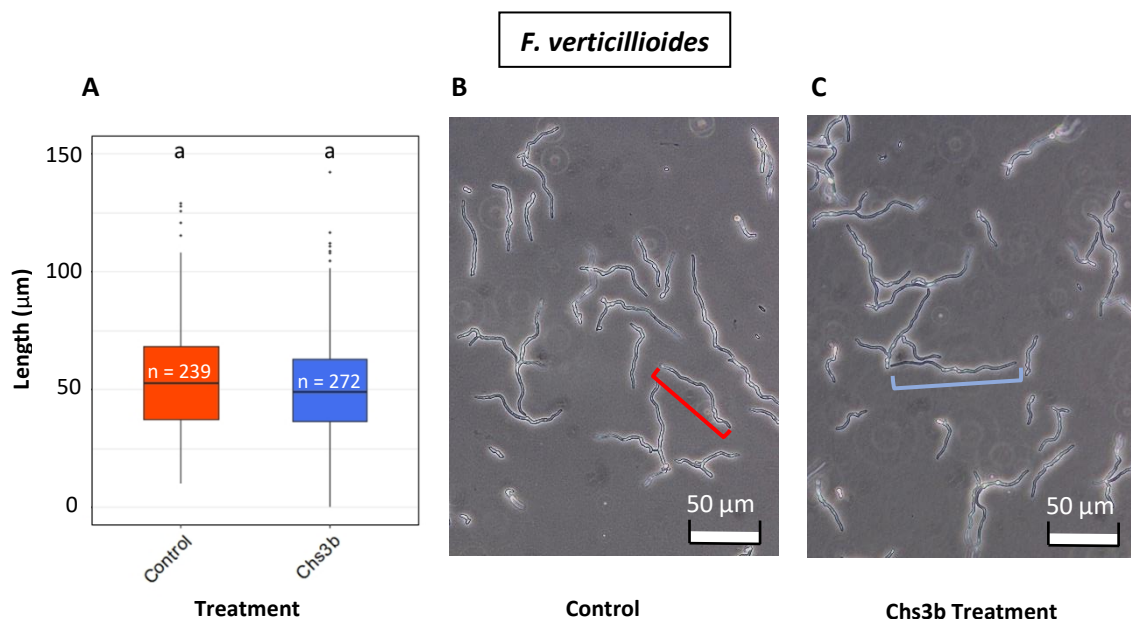 F. verticillioides
A
B
C
Length (μm)
150
100
50
0
a
a
n = 239
n = 272
Control
Chs3b
Treatment
50 μm
Control
50 μm
Chs3b Treatment